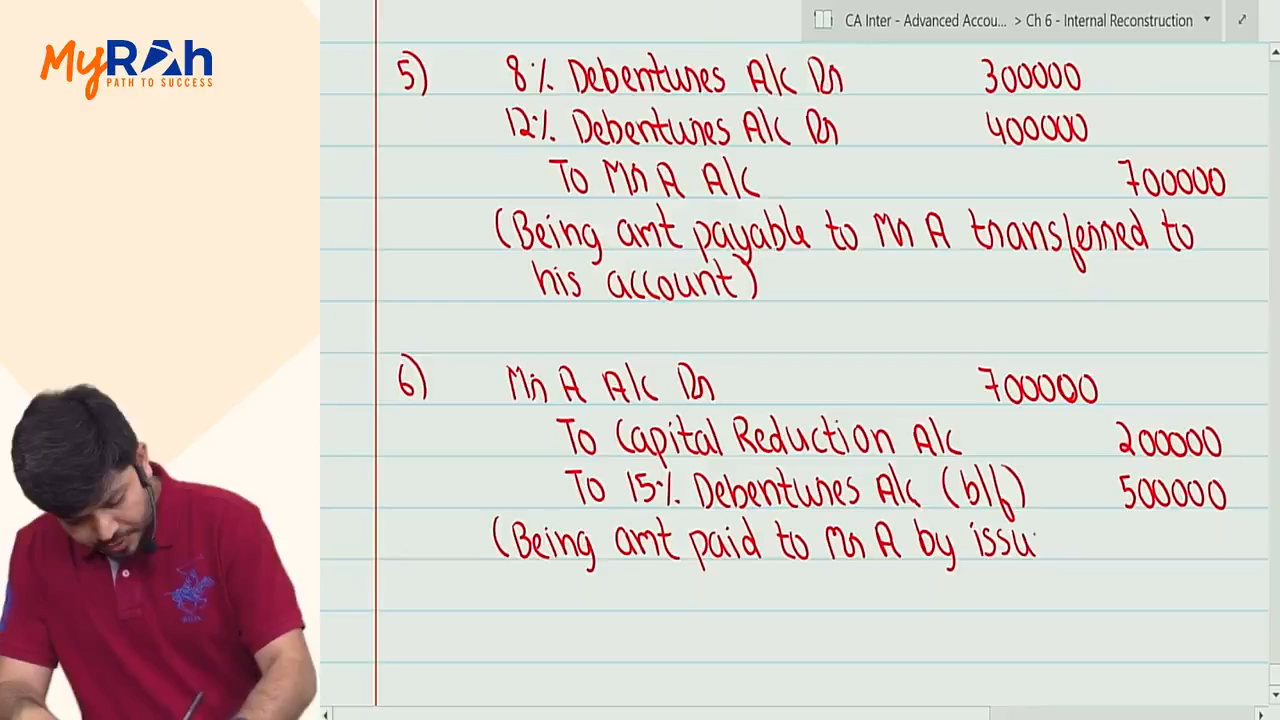 MyRAh
PATH TO SUCCESS
CA Inter - Advanced Accou... > Ch 6 - Internal Reconstruction
5) 8% Debentures A/c Dr 300000
12% Debentures A/c Dr 400000
To Mr A A/c 700000
(Being amt payable to Mr A transferred to
his account)
6) Mr A A/c Dr 700000
To Capital Reduction A/c 200000
To 15% Debentures A/c (b/f) 500000
(Being amt paid to Mr A by issu